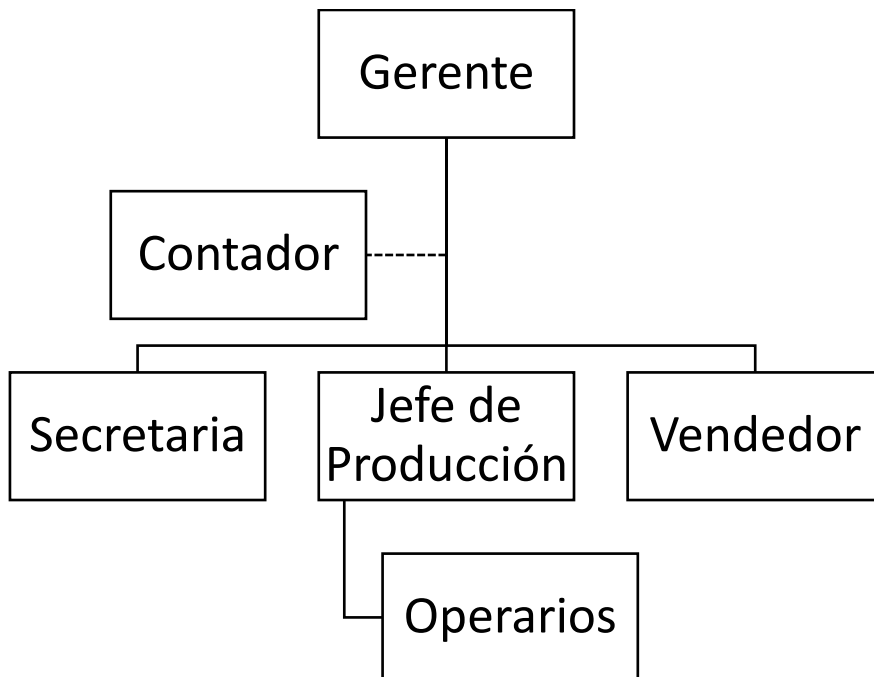 Gerente
Contador
Secretaria
Jefe de
Producción
Vendedor
Operarios